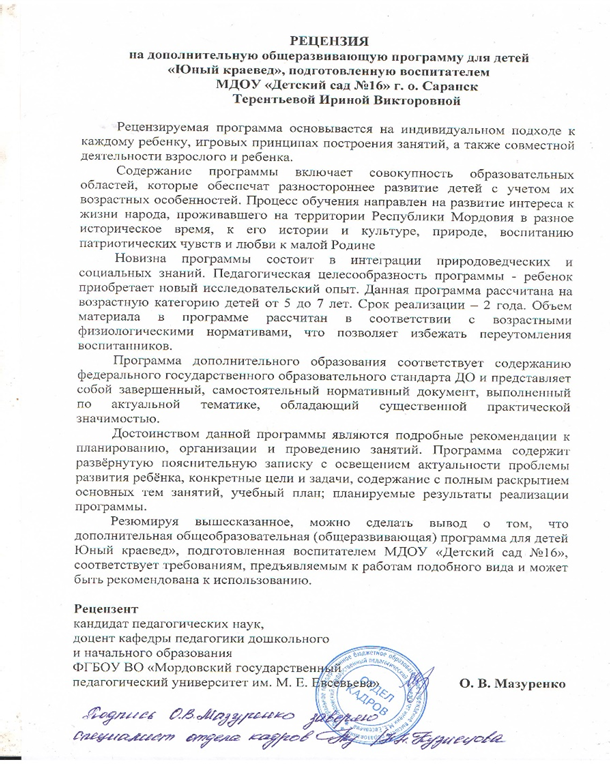 РЕЦЕНЗИЯ
на дополнительную общеразвивающую программу для детей
«Юный краевед», подготовленную воспитателем
МДОУ «Детский сад №16» г. о. Саранск
Терентьевой Ириной Викторовной
Рецензируемая программа основывается на индивидуальном подходе к
каждому ребенку, игровых принципах построения занятий, а также совместной
деятельности взрослого и ребенка.
Содержание программы включает совокупность образовательных
областей, которые обеспечат разностороннее развитие детей с учетом их
возрастных особенностей. Процесс обучения направлен на развитие интереса к
жизни народа, проживавшего на территории Республики Мордовия в разное
историческое время, к его истории и культуре, природе, воспитанию
патриотических чувств и любви к малой Родине
Новизна программы состоит в интеграции природоведческих и
социальных знаний. Педагогическая целесообразность программы - ребенок
приобретает новый исследовательский опыт. Данная программа рассчитана на
возрастную категорию детей от 5 до 7 лет. Срок реализации – 2 года. Объем
материала в программе рассчитан в соответствии с возрастными
физиологическими нормативами, что позволяет избежать переутомления
воспитанников.
Программа дополнительного образования соответствует содержанию
федерального государственного образовательного стандарта ДО и представляет
собой завершенный, самостоятельный нормативный документ, выполненный
по актуальной тематике, обладающий существенной практической
значимостью.
Достоинством данной программы являются подробные рекомендации к
планированию, организации и проведению занятий. Программа содержит
развёрнутую пояснительную записку с освещением актуальности проблемы
развития ребёнка, конкретные цели и задачи, содержание с полным раскрытием
основных тем занятий, учебный план; планируемые результаты реализации
программы.
Резюмируя вышесказанное, можно сделать вывод о том, что
дополнительная общеобразовательная (общеразвивающая) программа для детей
Юный краевед», подготовленная воспитателем МДОУ «Детский сад №16»,
соответствует требованиям, предъявляемым к работам подобного вида и может
быть рекомендована к использованию.
Рецензент
кандидат педагогических наук,
доцент кафедры педагогики дошкольного
и начального образования
ФГБОУ ВО «Мордовский государственный
педагогический университет им. М. Е. Евсевьева»
О. В. Мазуренко
ОТДЕЛ
КАДРОВ
Подпись О.В.Мазуренко заверяю
специалист отдела кадров Кузнецова